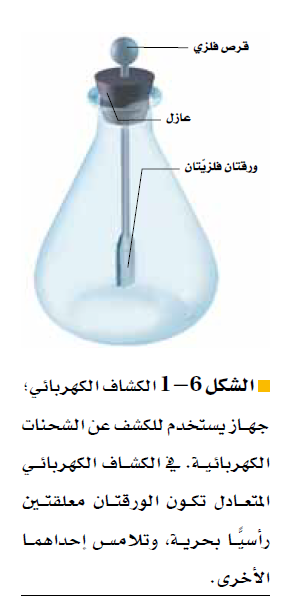 قرص فلزي
عازل
ورقتان فلزيّتان
الشكل 6–1 الكشاف الكهربائي؛
جهاز يستخدم للكشف عن الشحنات
الكهربائية. في الكشاف الكهربائي
المتعادل تكون الورقتان معلقتين
رأسيًّا بحرية، وتلامس إحداهما
الأخرى.